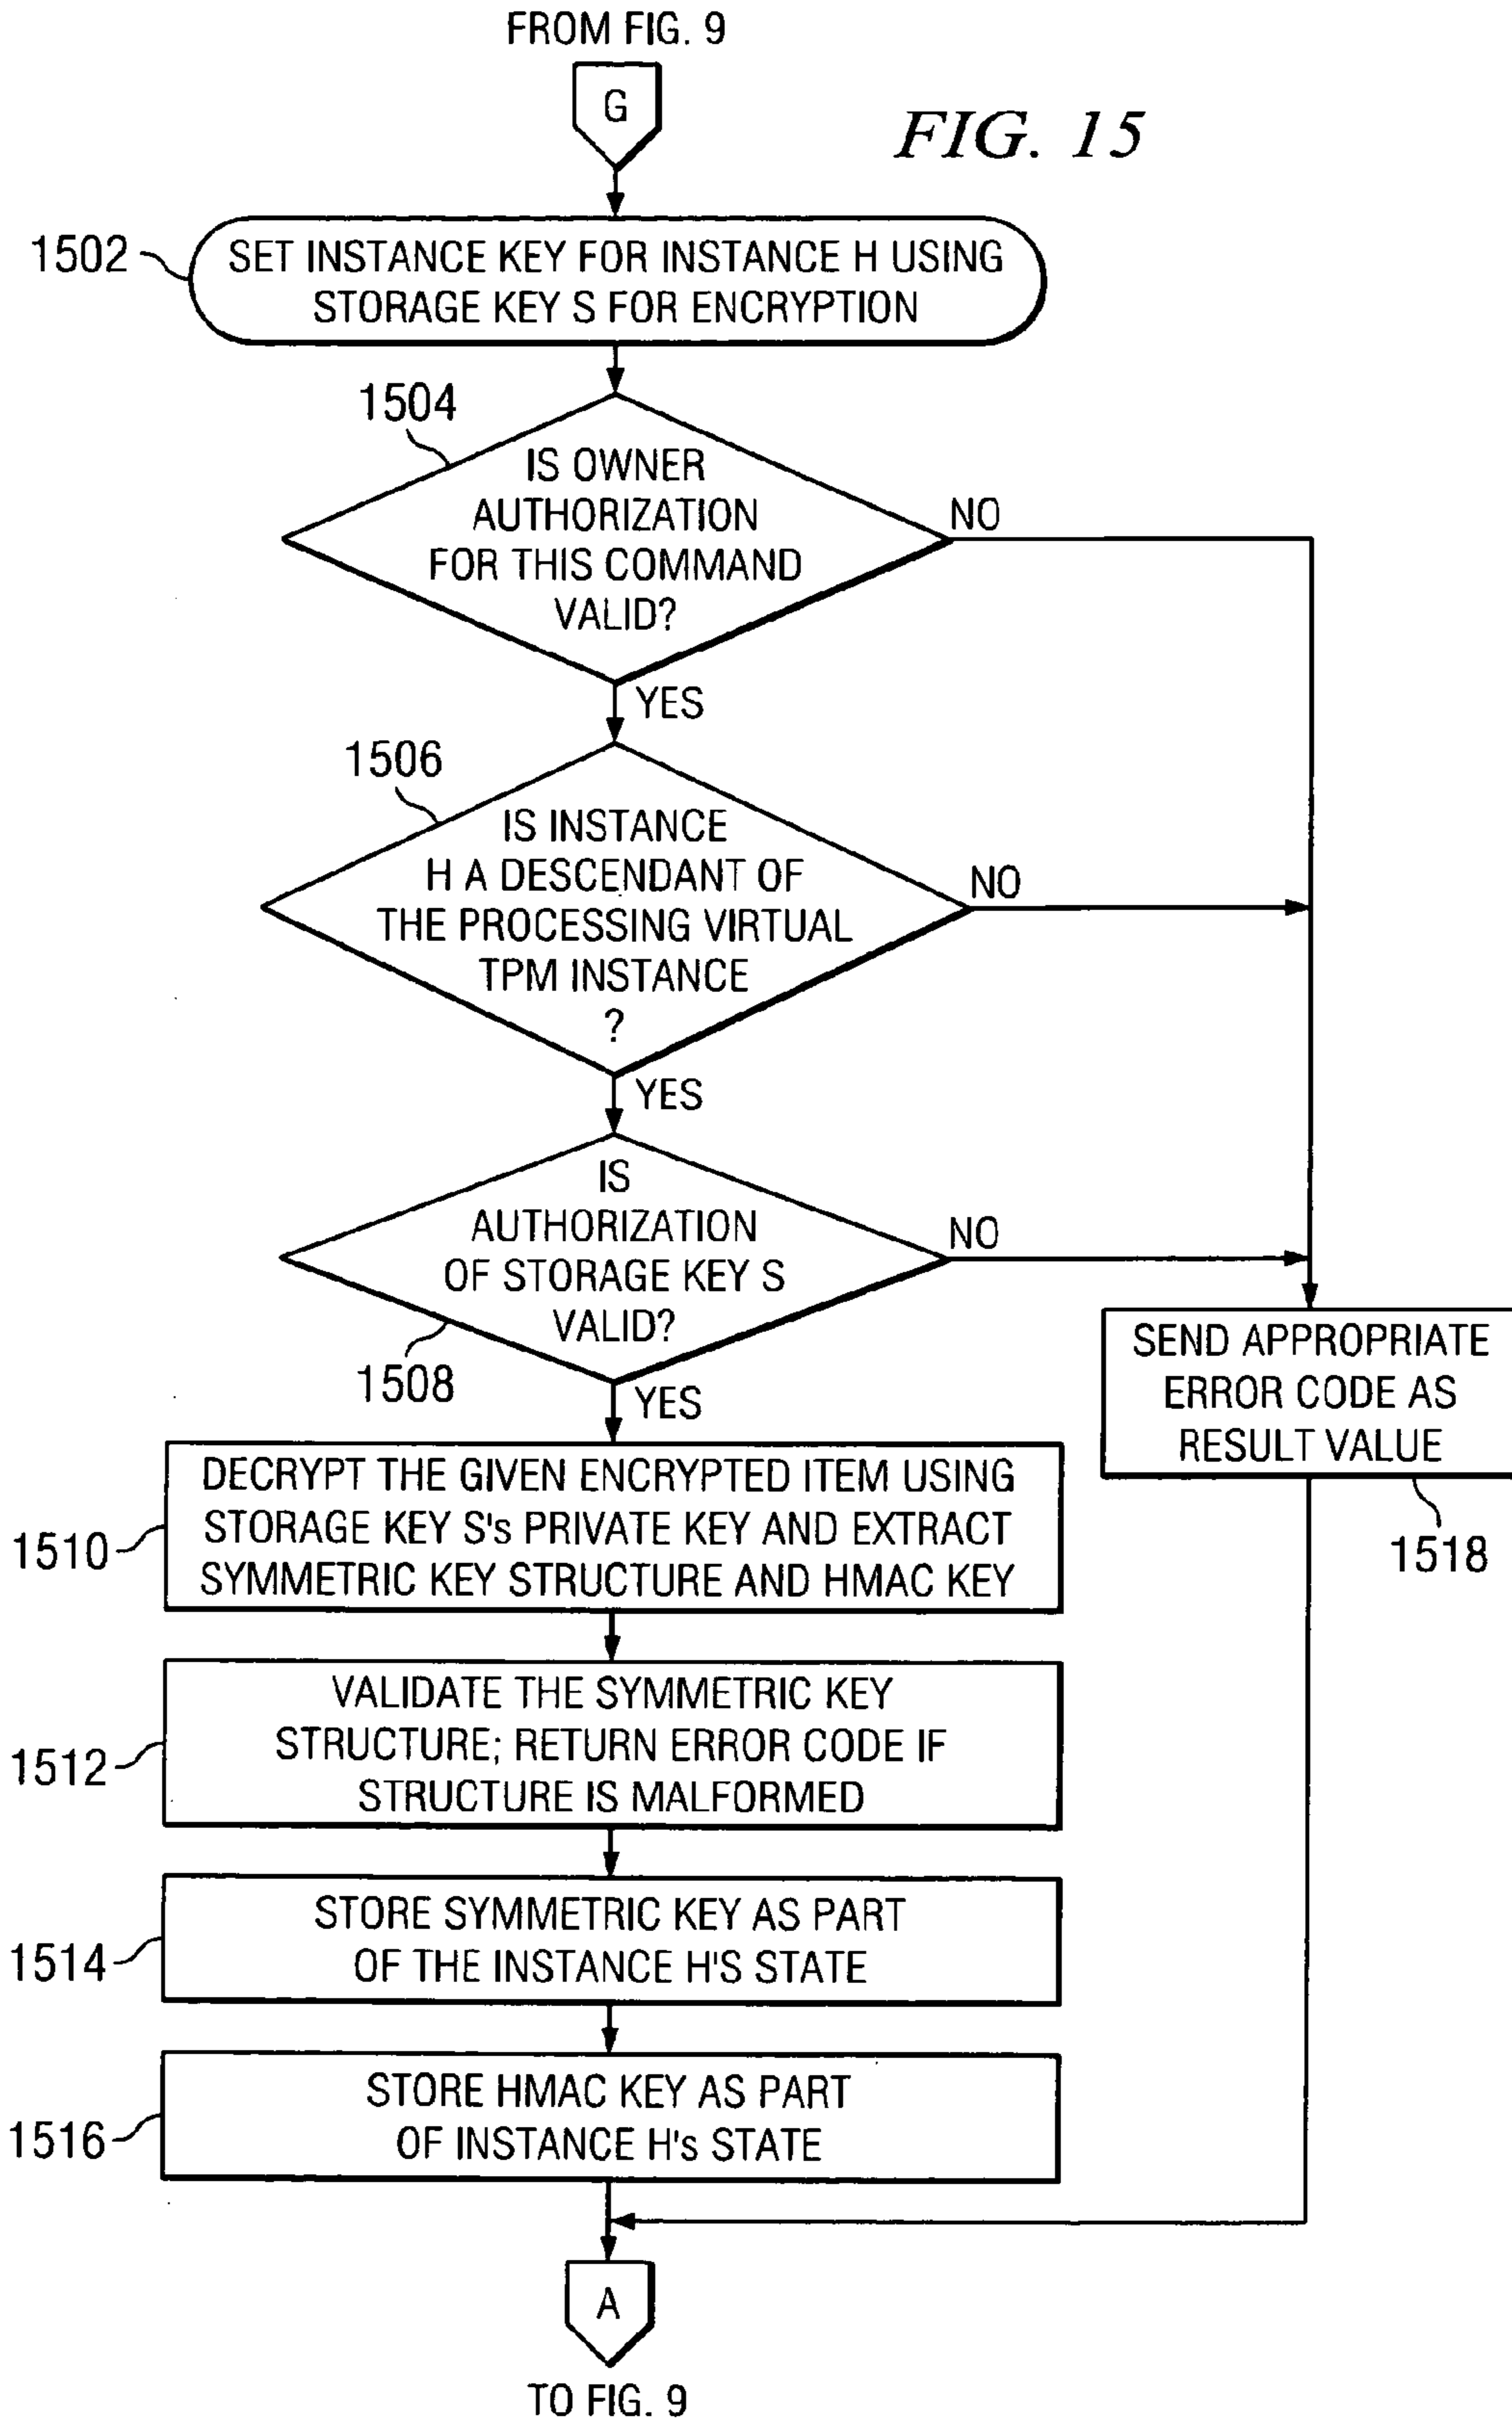 FROM FIG. 9
G
FIG. 15
1502
SET INSTANCE KEY FOR INSTANCE H USING
STORAGE KEY S FOR ENCRYPTION
1504
IS OWNER
AUTHORIZATION
FOR THIS COMMAND
VALID?
NO
YES
1506
IS INSTANCE
H A DESCENDANT OF
THE PROCESSING VIRTUAL
TPM INSTANCE
?
NO
YES
IS
AUTHORIZATION
OF STORAGE KEY S
VALID?
NO
1508
YES
SEND APPROPRIATE
ERROR CODE AS
RESULT VALUE
1518
DECRYPT THE GIVEN ENCRYPTED ITEM USING
STORAGE KEY S's PRIVATE KEY AND EXTRACT
SYMMETRIC KEY STRUCTURE AND HMAC KEY
1510
VALIDATE THE SYMMETRIC KEY
STRUCTURE; RETURN ERROR CODE IF
STRUCTURE IS MALFORMED
1512
STORE SYMMETRIC KEY AS PART
OF THE INSTANCE H'S STATE
1514
STORE HMAC KEY AS PART
OF INSTANCE H's STATE
1516
A
TO FIG. 9